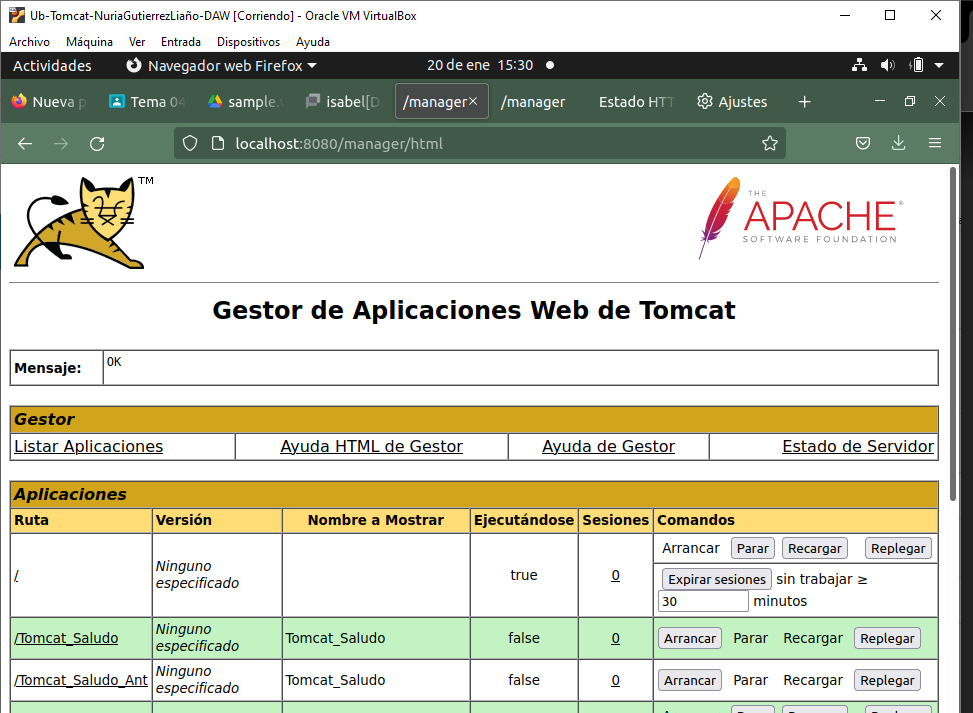 Ub-Tomcat-NuriaGutierrezLiaño-DAW [Corriendo] - Oracle VM VirtualBox
Archivo Máquina Ver Entrada Dispositivos Ayuda
Actividades Navegador web Firefox 20 de ene 15:30
Nueva p Tema 04 sample. isabel[D /manager × /manager Estado HTT Ajustes
localhost:8080/manager/html
TM
THE
APACHE®
SOFTWARE FOUNDATION
Gestor de Aplicaciones Web de Tomcat
Mensaje: OK
Gestor
Listar Aplicaciones Ayuda HTML de Gestor Ayuda de Gestor Estado de Servidor
Aplicaciones
Ruta Versión Nombre a Mostrar Ejecutándose Sesiones Comandos
/ Ninguno especificado true 0 Arrancar Parar Recargar Replegar
Expirar sesiones sin trabajar ≥
30 minutos
/Tomcat_Saludo Ninguno especificado Tomcat_Saludo false 0 Arrancar Parar Recargar Replegar
/Tomcat_Saludo_Ant Ninguno especificado Tomcat_Saludo false 0 Arrancar Parar Recargar Replegar